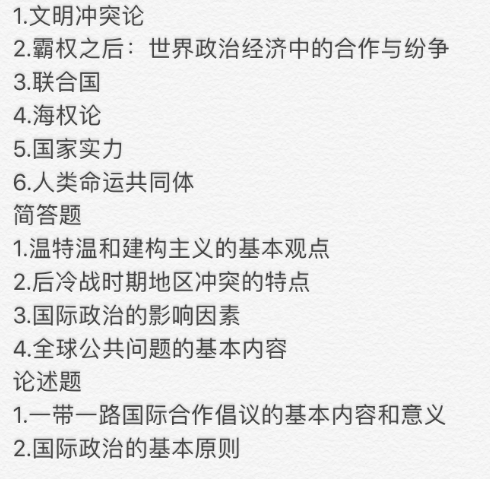 1.文明冲突论
2.霸权之后：世界政治经济中的合作与纷争
3.联合国
4.海权论
5.国家实力
6.人类命运共同体
简答题
1.温特温和建构主义的基本观点
2.后冷战时期地区冲突的特点
3.国际政治的影响因素
4.全球公共问题的基本内容
论述题
1.一带一路国际合作倡议的基本内容和意义
2.国际政治的基本原则